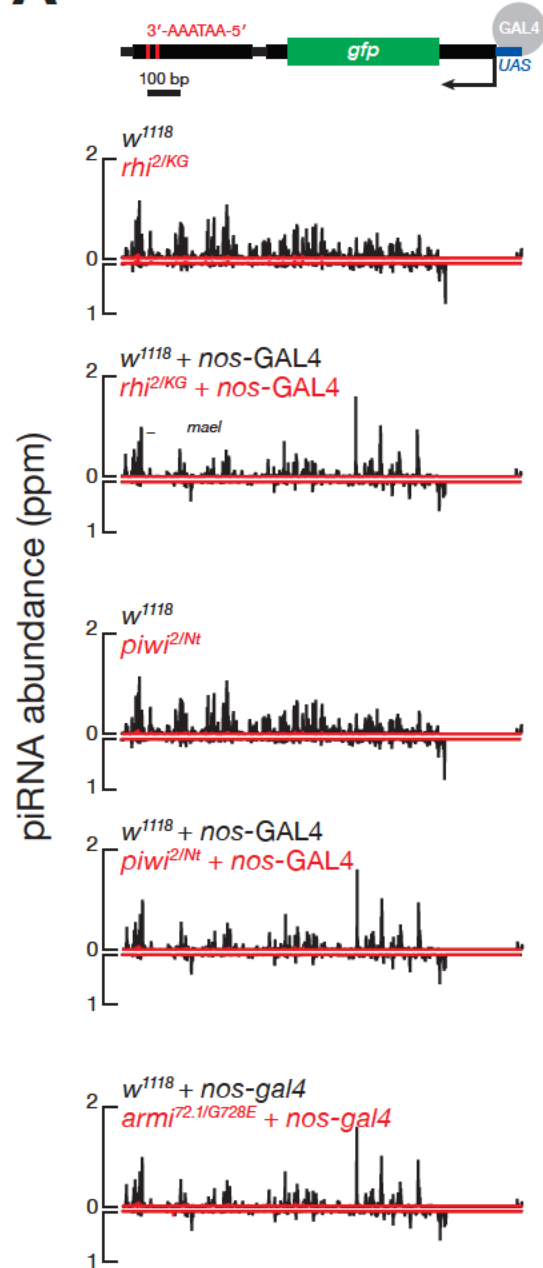 A
3′-AAATAA-5′
GAL4
gfp
UAS
100 bp
piRNA abundance (ppm)
w1118
rhi2/KG
2
0
1
w1118 + nos-GAL4
rhi2/KG + nos-GAL4
2
– mael
0
1
w1118
piwi2/Nt
2
0
1
w1118 + nos-GAL4
piwi2/Nt + nos-GAL4
2
0
1
w1118 + nos-gal4
armi72.1/G728E + nos-gal4
2
0
1